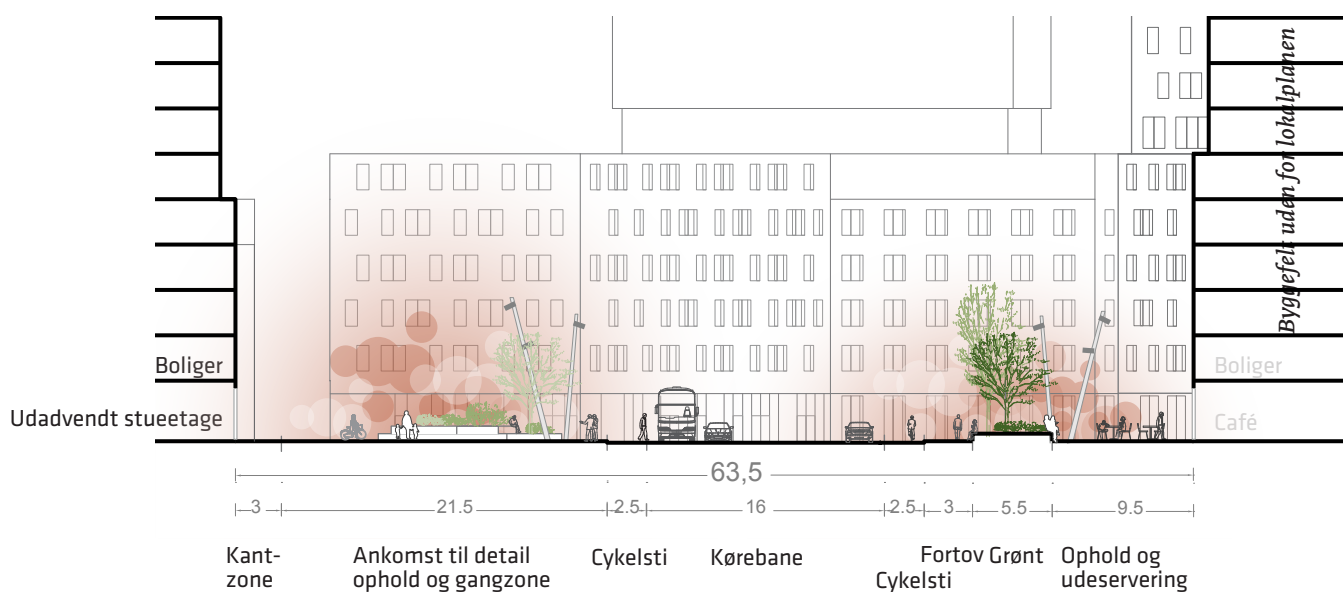 Byggefelt uden for lokalplanen
Boliger
Boliger
Udadvendt stueetage
Café
63,5
3
21.5
2.5
16
2.5
3
5.5
9.5
Kant-
zone
Ankomst til detail
ophold og gangzone
Cykelsti
Kørebane
Cykelsti
Fortov
Grønt
Ophold og
udeservering